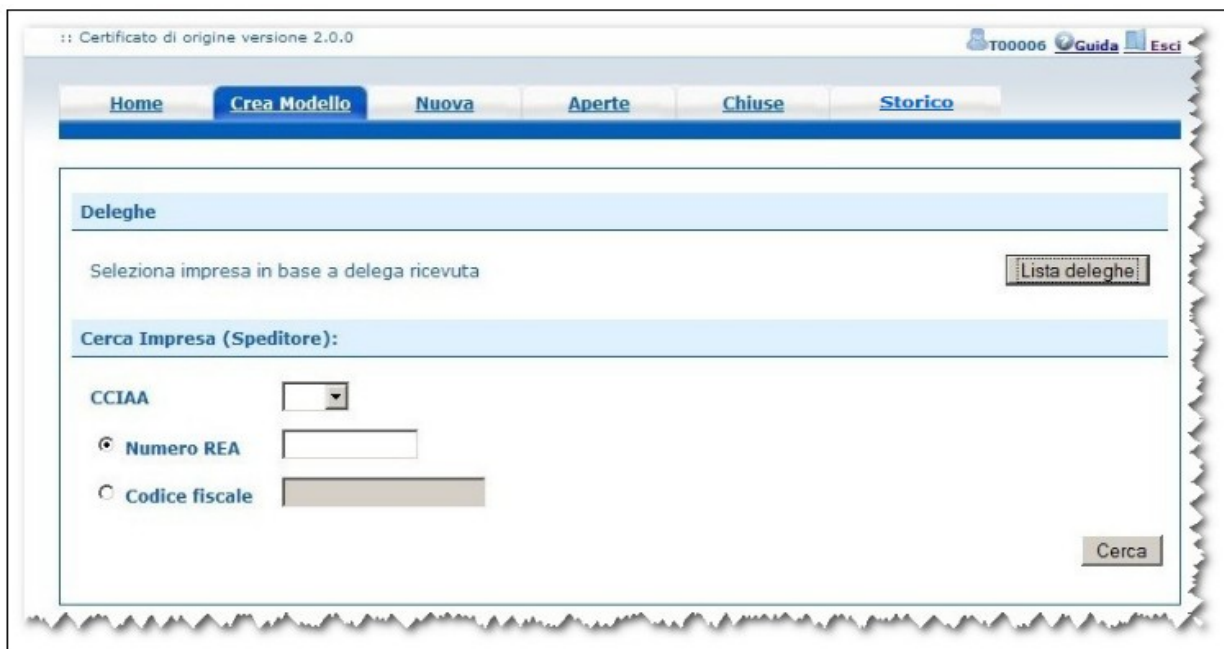 :: Certificato di origine versione 2.0.0
T00006 Guida Esci
Home Crea Modello Nuova Aperte Chiuse Storico
Deleghe
Seleziona impresa in base a delega ricevuta
Lista deleghe
Cerca Impresa (Speditore):
CCIAA
Numero REA
Codice fiscale
Cerca